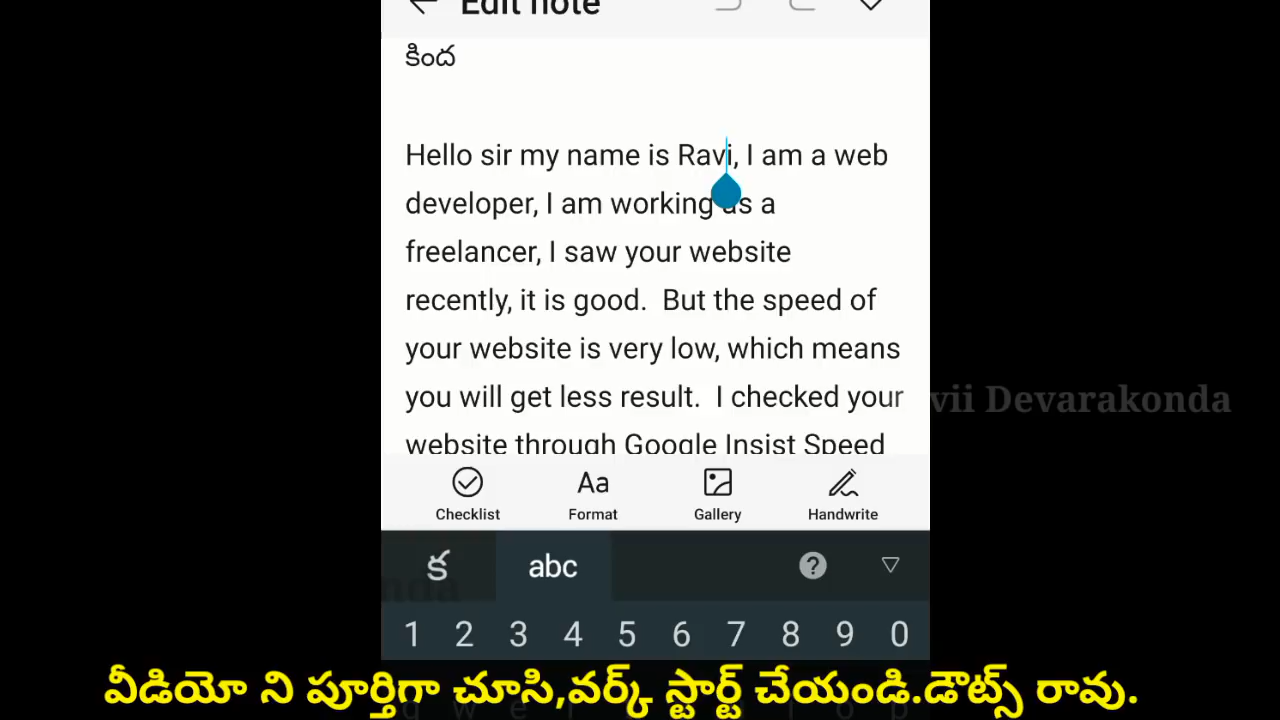 Edit note
కింద
Hello sir my name is Ravi, I am a web
developer, I am working as a
freelancer, I saw your website
recently, it is good.  But the speed of
your website is very low, which means
you will get less result.  I checked your
website through Google Insist Speed
vii Devarakonda
Checklist Format Gallery Handwrite
క abc ?
nda
1 2 3 4 5 6 7 8 9 0
వీడియో ని పూర్తిగా చూసి,వర్క్ స్టార్ట్ చేయండి.డౌట్స్ రావు.